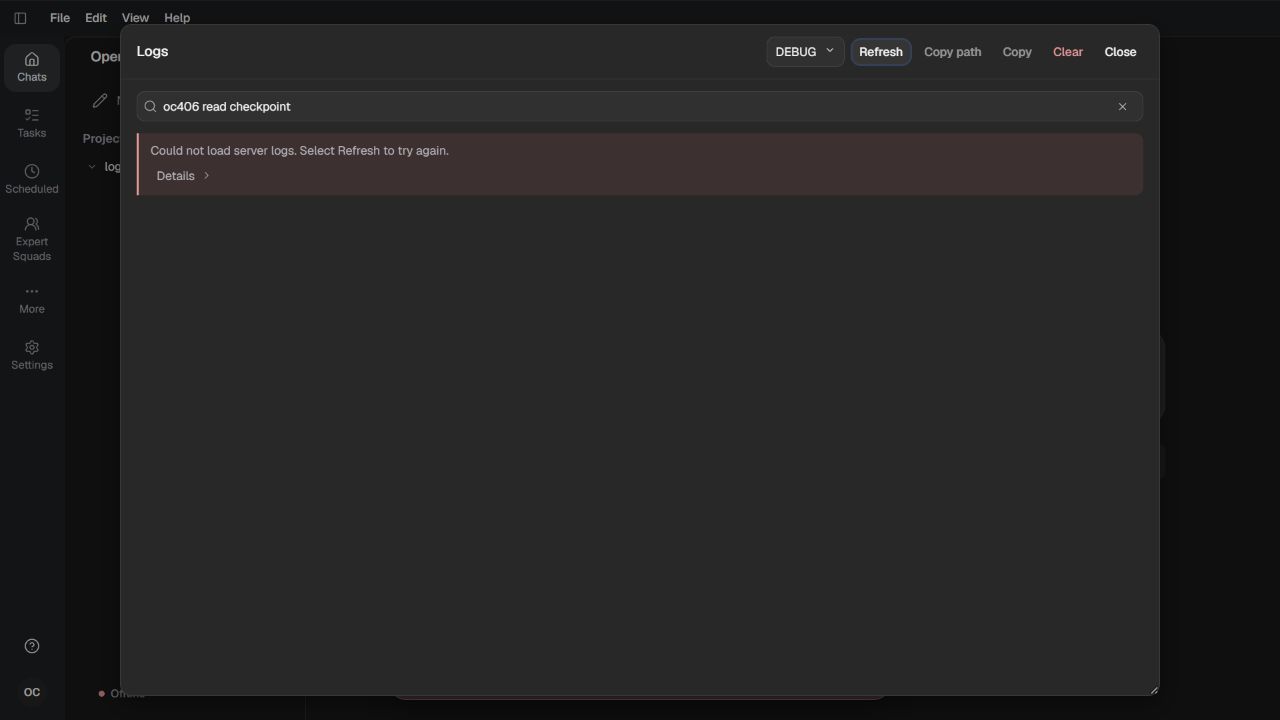 File Edit View Help
Logs
DEBUG
Refresh
Copy path
Copy
Clear
Close
oc406 read checkpoint
Could not load server logs. Select Refresh to try again.
Details
Chats
Tasks
Scheduled
Expert
Squads
More
Settings
OC